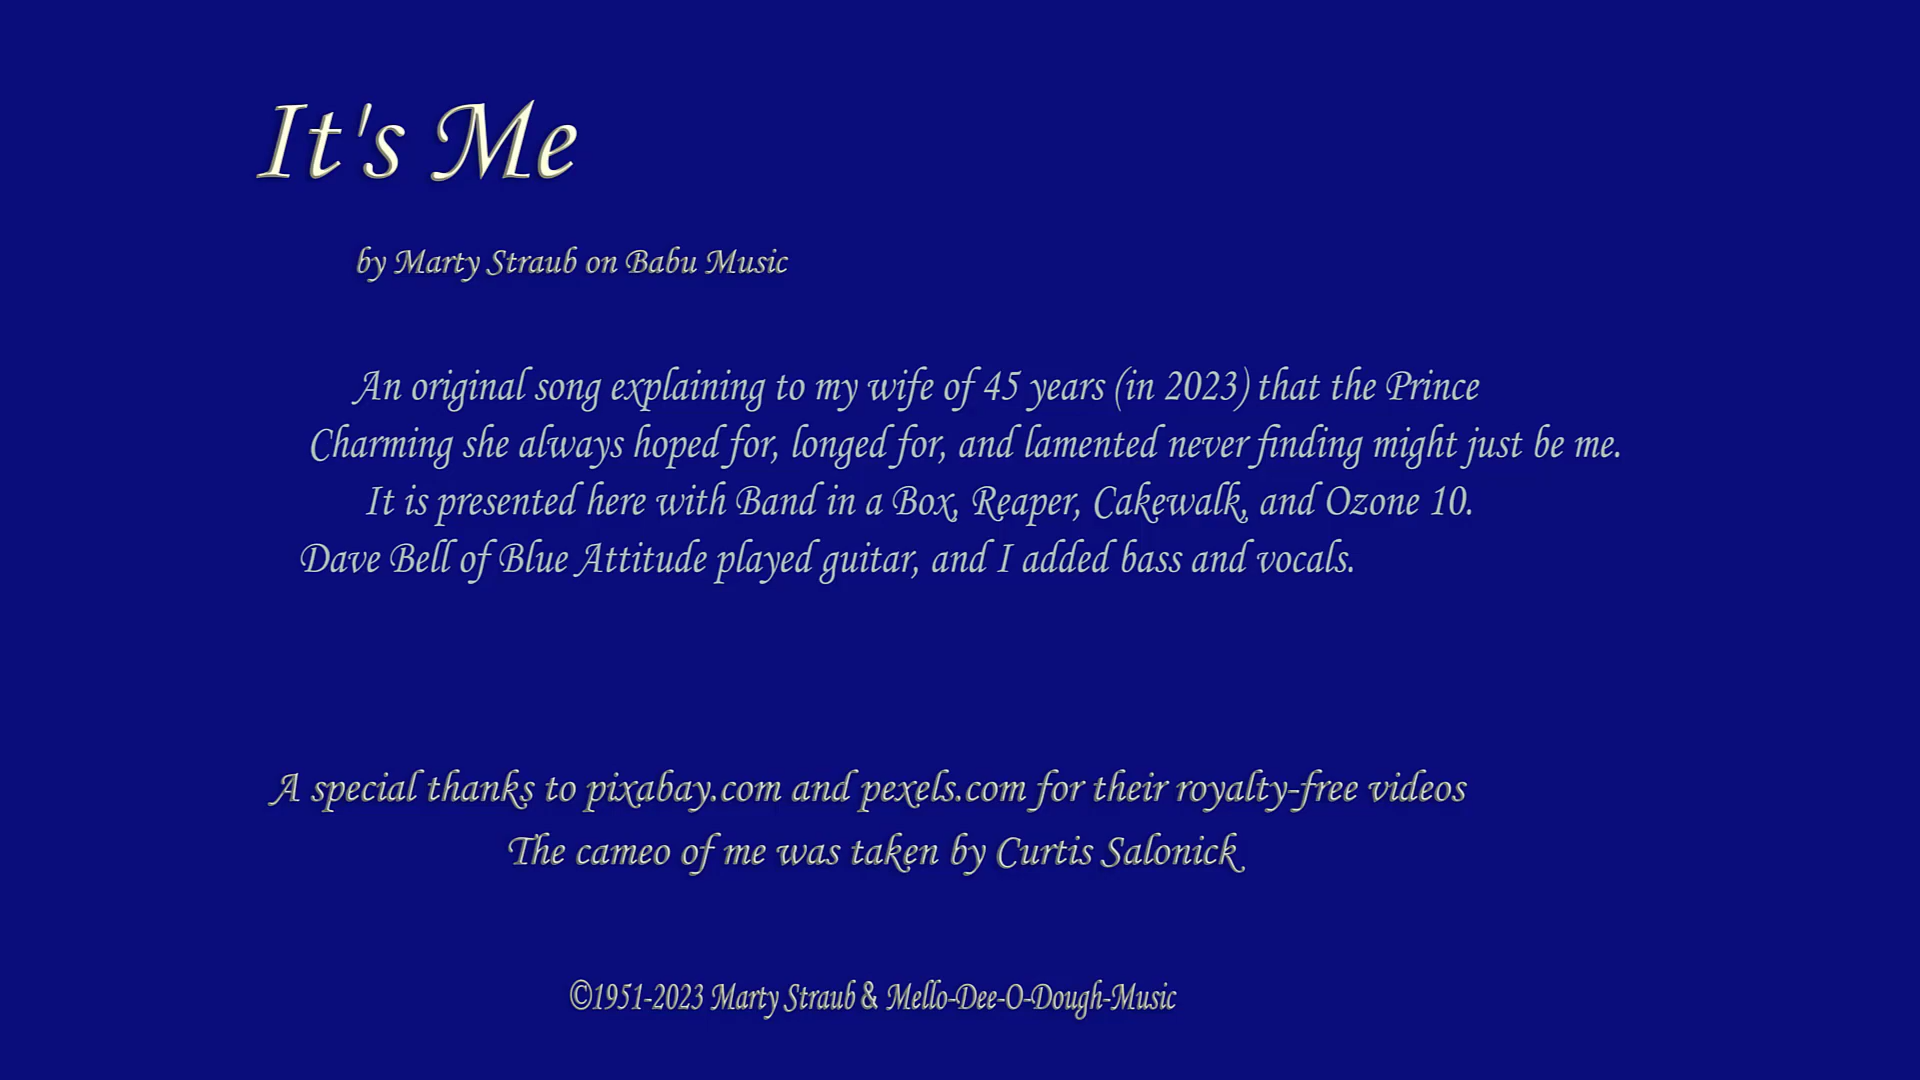 It's Me
by Marty Straub on Babu Music
An original song explaining to my wife of 45 years (in 2023) that the Prince
Charming she always hoped for, longed for, and lamented never finding might just be me.
It is presented here with Band in a Box, Reaper, Cakewalk, and Ozone 10.
Dave Bell of Blue Attitude played guitar, and I added bass and vocals.
A special thanks to pixabay.com and pexels.com for their royalty-free videos
The cameo of me was taken by Curtis Salonick
©1951-2023 Marty Straub & Mello-Dee-O-Dough-Music